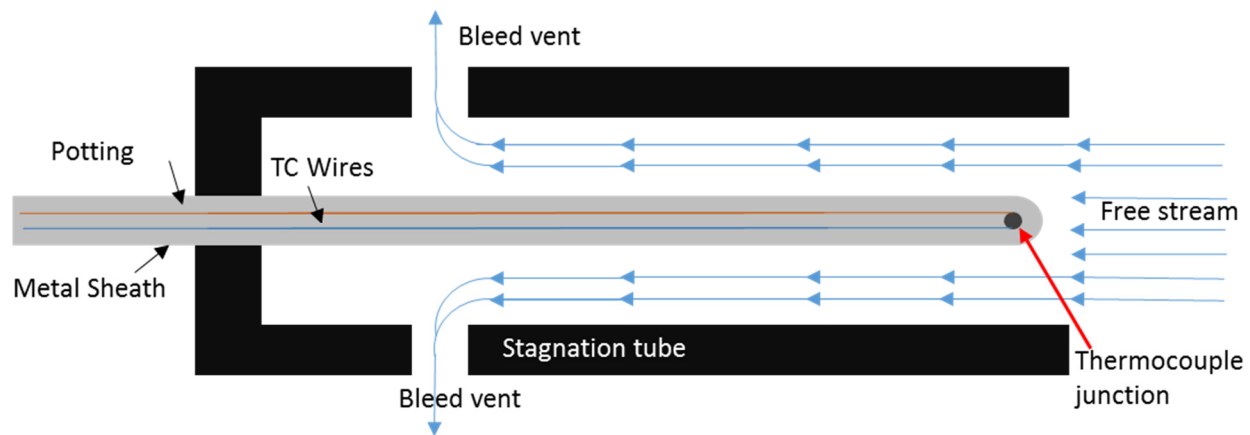 Bleed vent
Potting
TC Wires
Free stream
Metal Sheath
Stagnation tube
Thermocouple
junction
Bleed vent